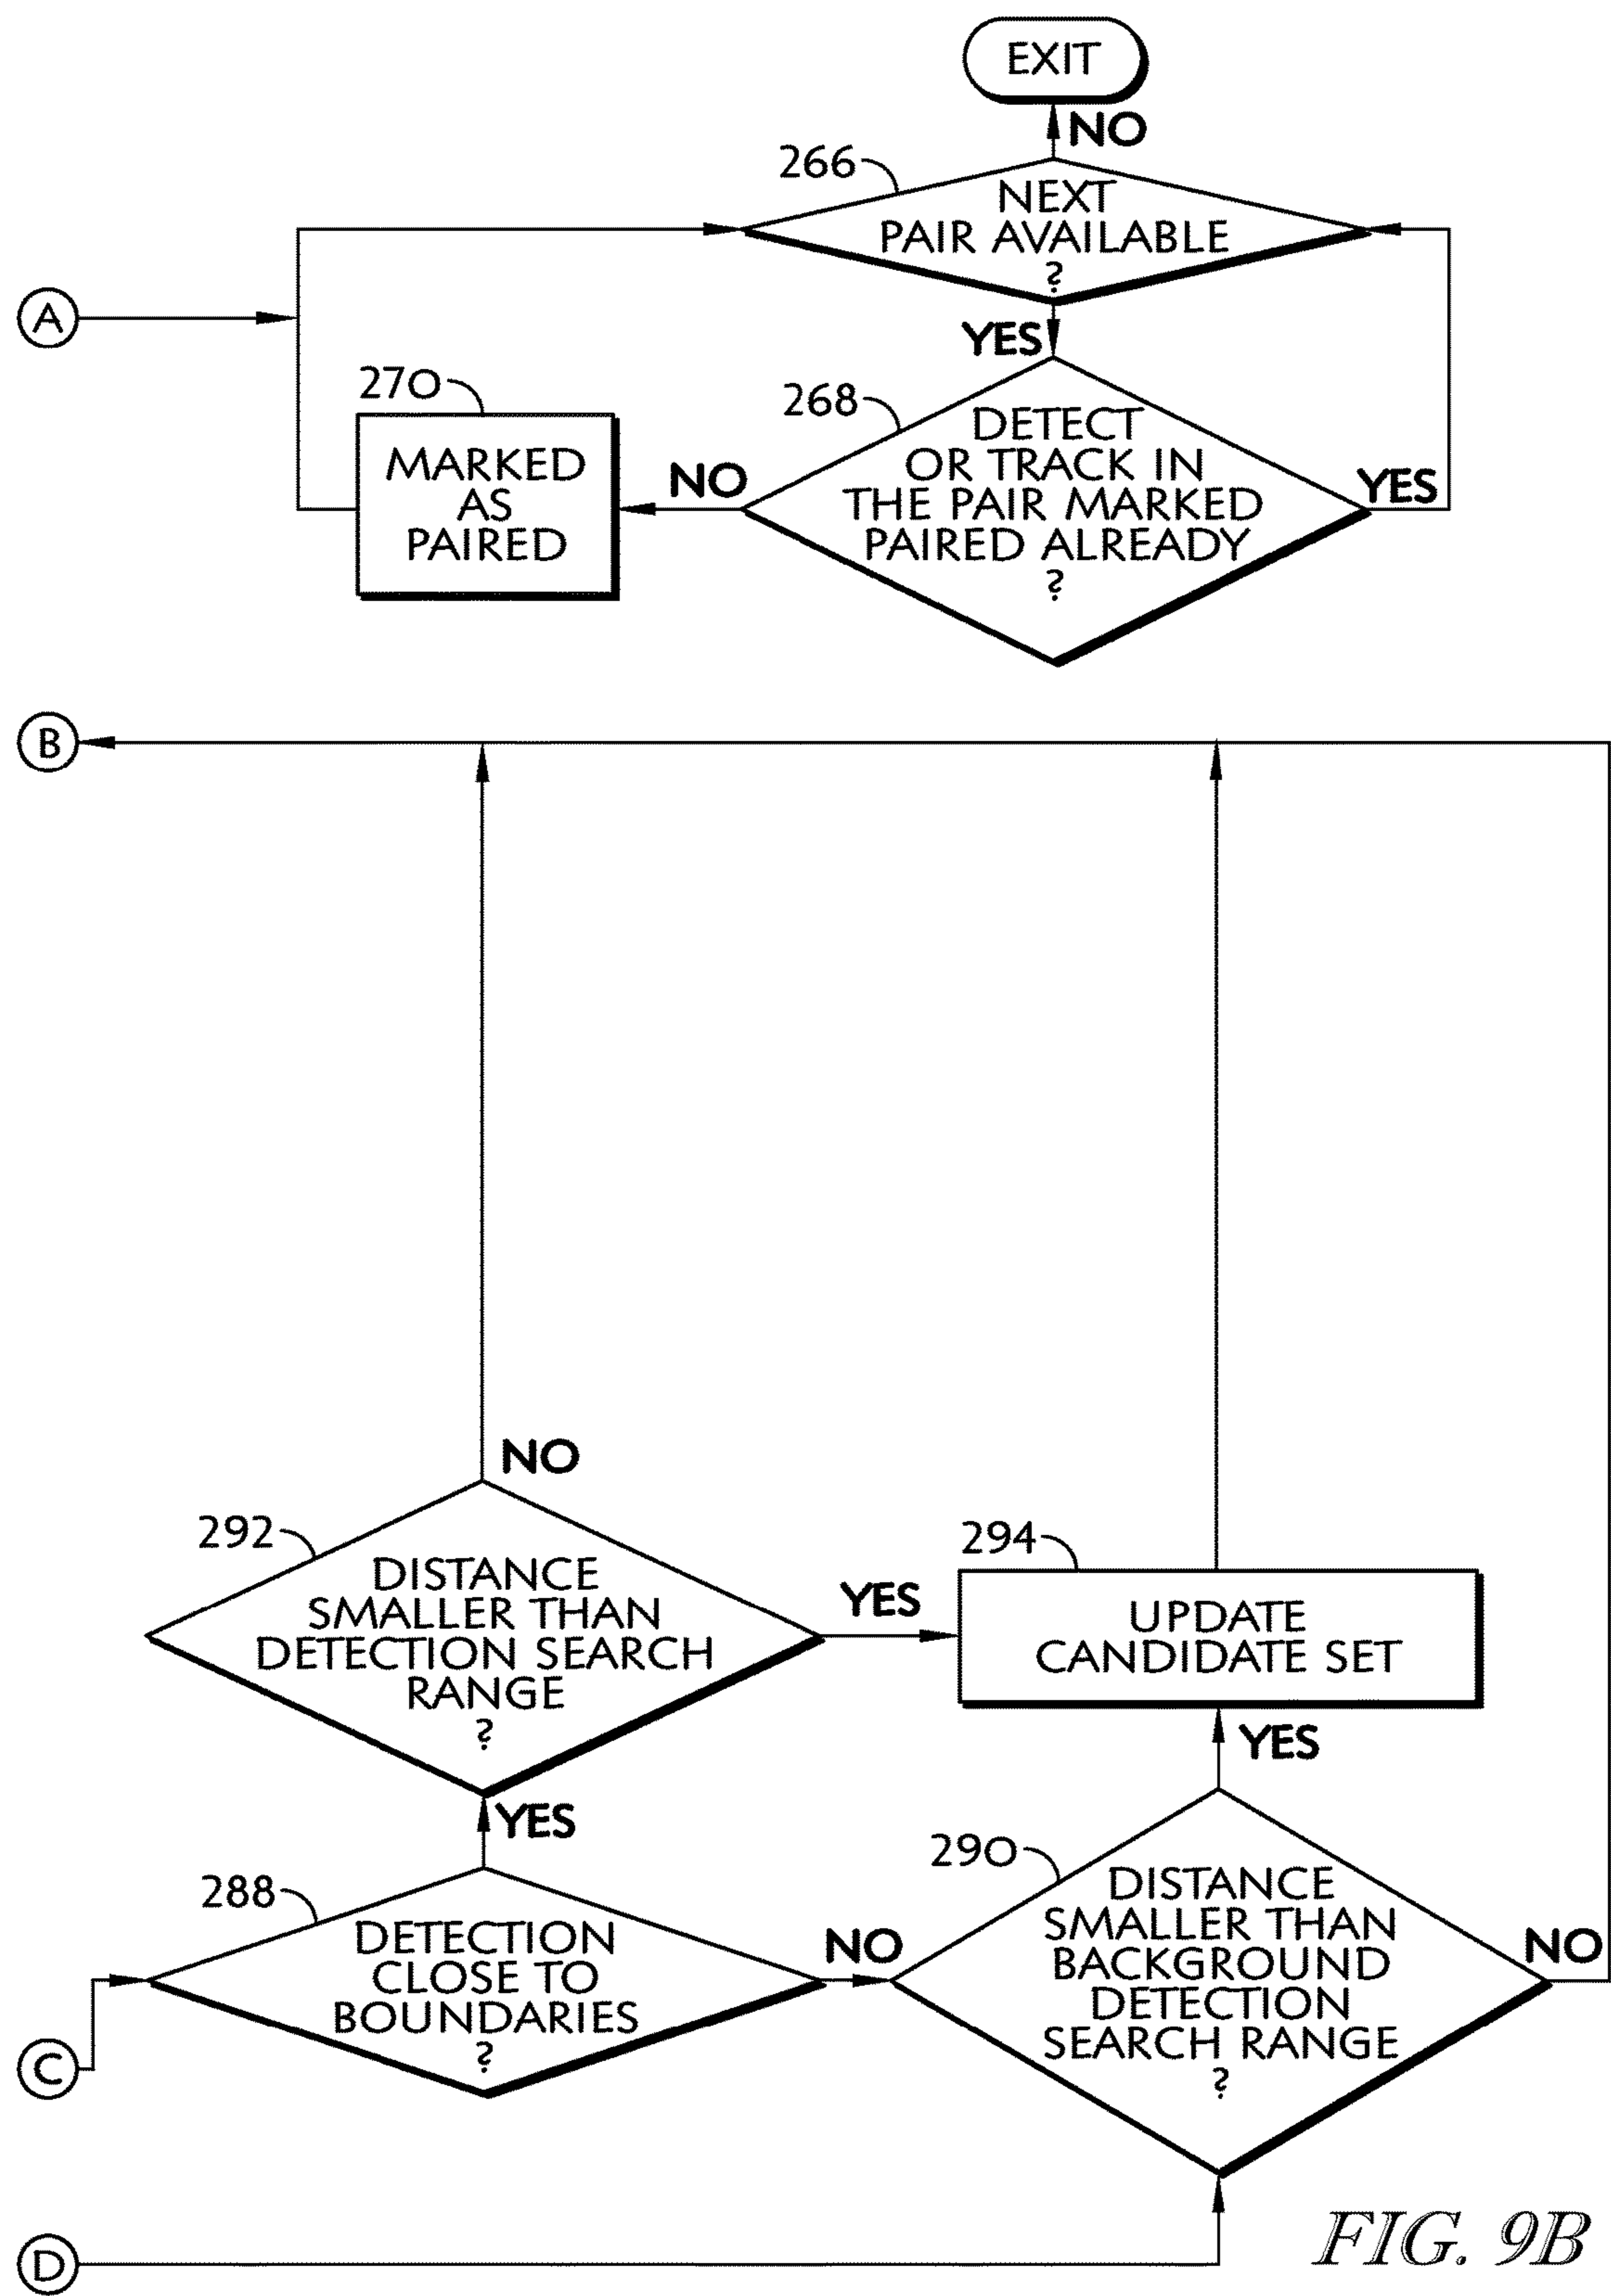 EXIT
NO
266
NEXT
PAIR AVAILABLE
?
A
YES
270
268
MARKED
AS
PAIRED
NO
DETECT
OR TRACK IN
THE PAIR MARKED
PAIRED ALREADY
?
YES
B
NO
292
DISTANCE
SMALLER THAN
DETECTION SEARCH
RANGE
?
YES
294
UPDATE
CANDIDATE SET
YES
YES
288
DETECTION
CLOSE TO
BOUNDARIES
?
NO
290
DISTANCE
SMALLER THAN
BACKGROUND
DETECTION
SEARCH RANGE
?
NO
C
D
FIG. 9B